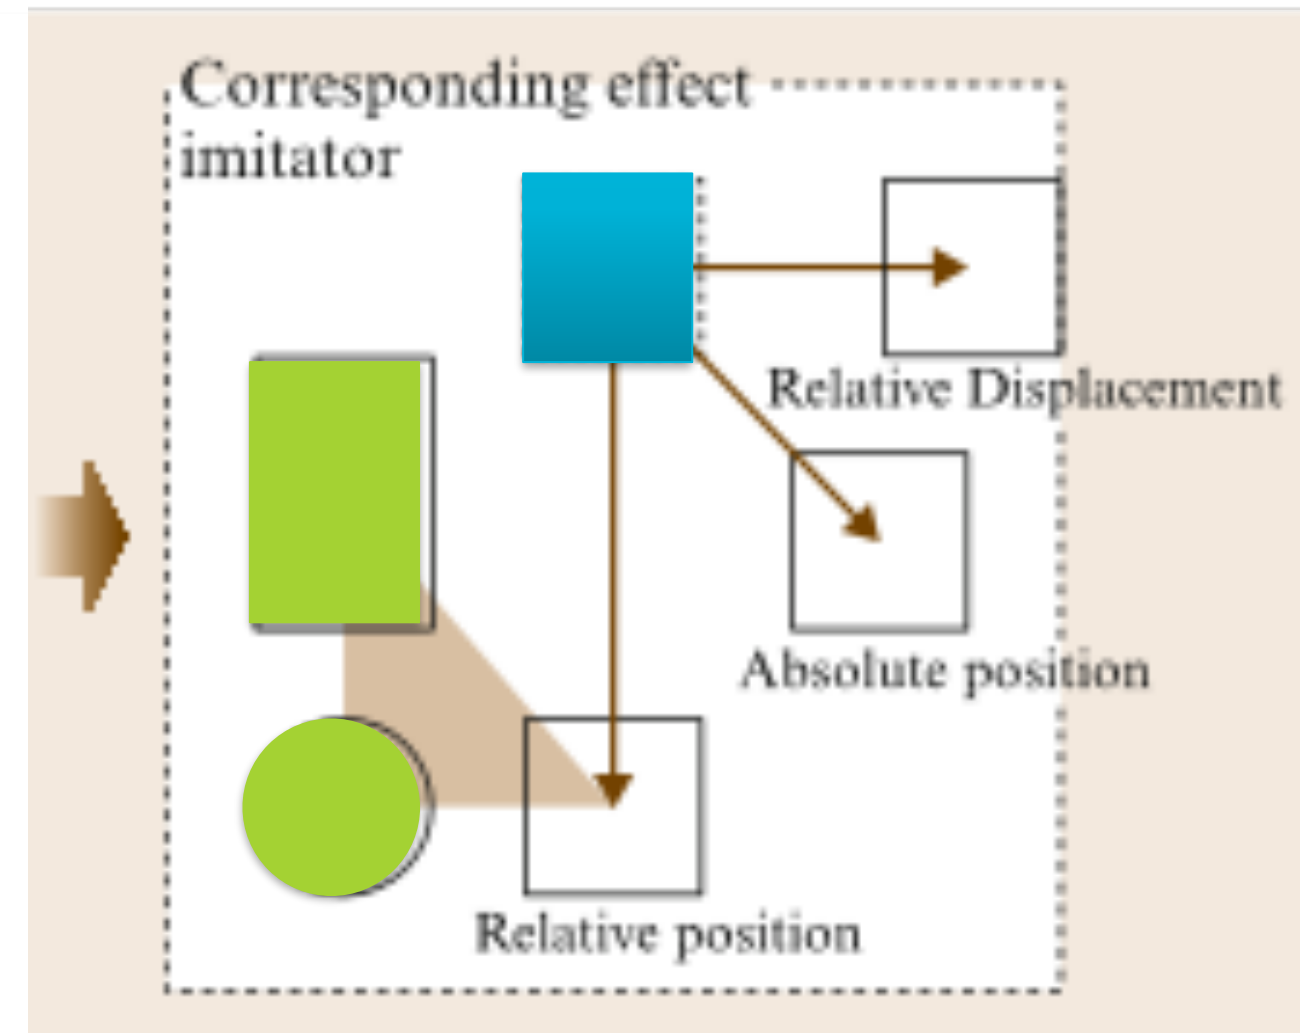 Corresponding effect
imitator
Relative Displacement
Absolute position
Relative position